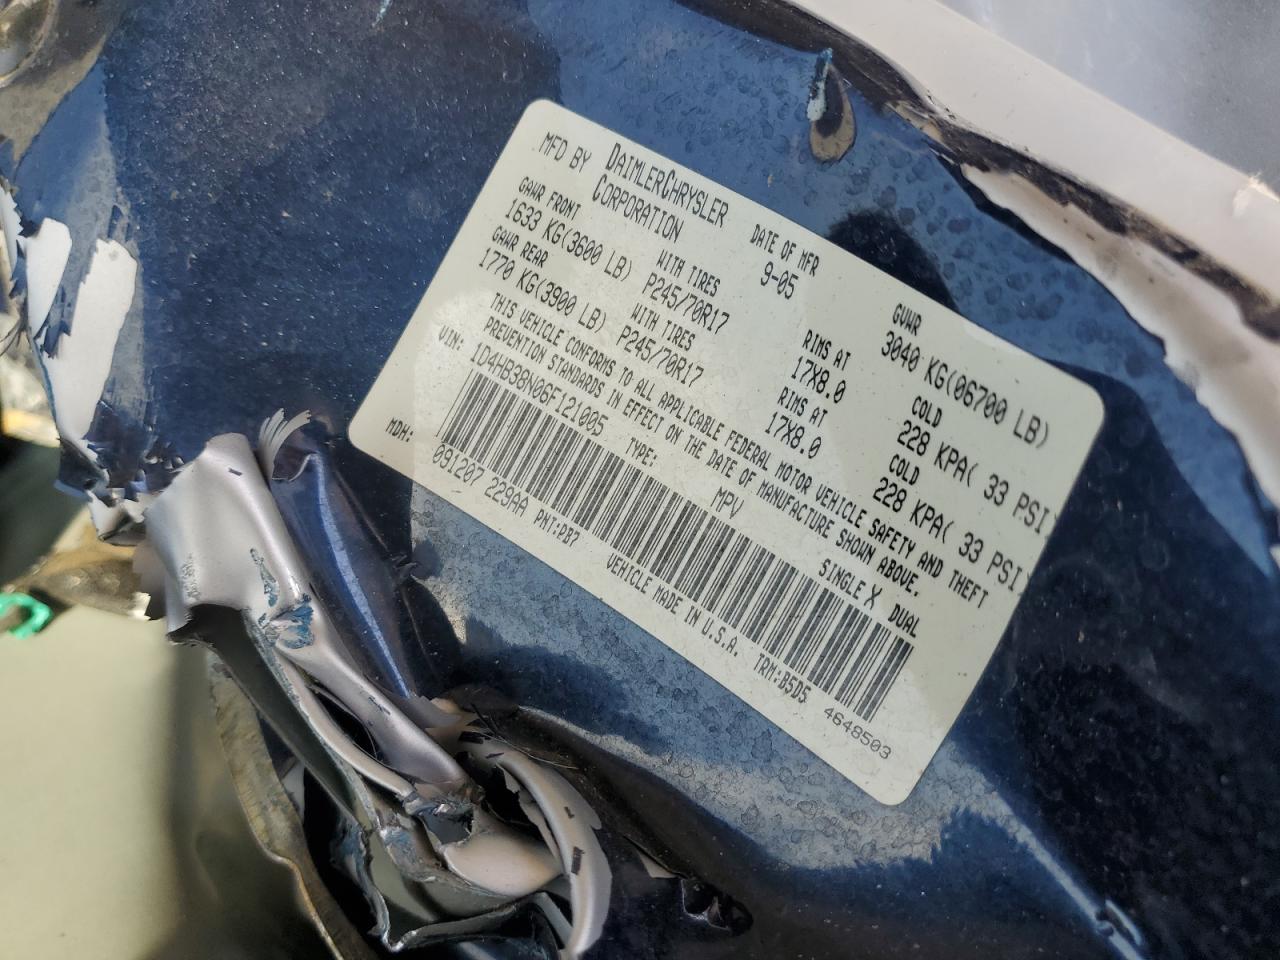 MFD BY DAIMLERCHRYSLER CORPORATION
DATE OF MFR 9-05
GVWR 3040 KG(06700 LB)
GAWR FRONT WITH TIRES RIMS AT COLD
1633 KG(3600 LB) P245/70R17 17X8.0 228 KPA( 33 PSI)
GAWR REAR WITH TIRES RIMS AT COLD
1770 KG(3900 LB) P245/70R17 17X8.0 228 KPA( 33 PSI)
THIS VEHICLE CONFORMS TO ALL APPLICABLE FEDERAL MOTOR VEHICLE SAFETY AND THEFT
PREVENTION STANDARDS IN EFFECT ON THE DATE OF MANUFACTURE SHOWN ABOVE.
VIN: 1D4HB38N06F121005 TYPE: MPV SINGLE X DUAL
MDH: 091207 229AA PNT:PB7 VEHICLE MADE IN U.S.A. TRM:B5D5 4648503